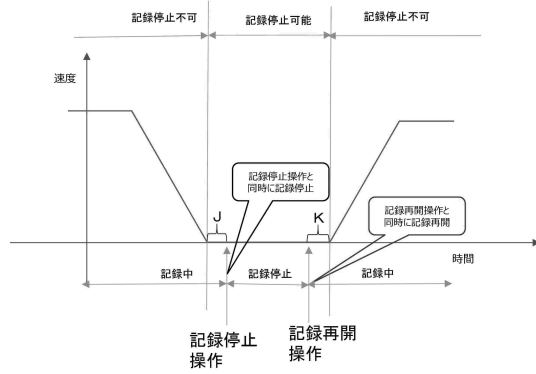 記録停止不可
記録停止可能
記録停止不可
速度
記録停止操作と
同時に記録停止
J
K
記録再開操作と
同時に記録再開
時間
記録中
記録停止
記録中
記録停止
操作
記録再開
操作